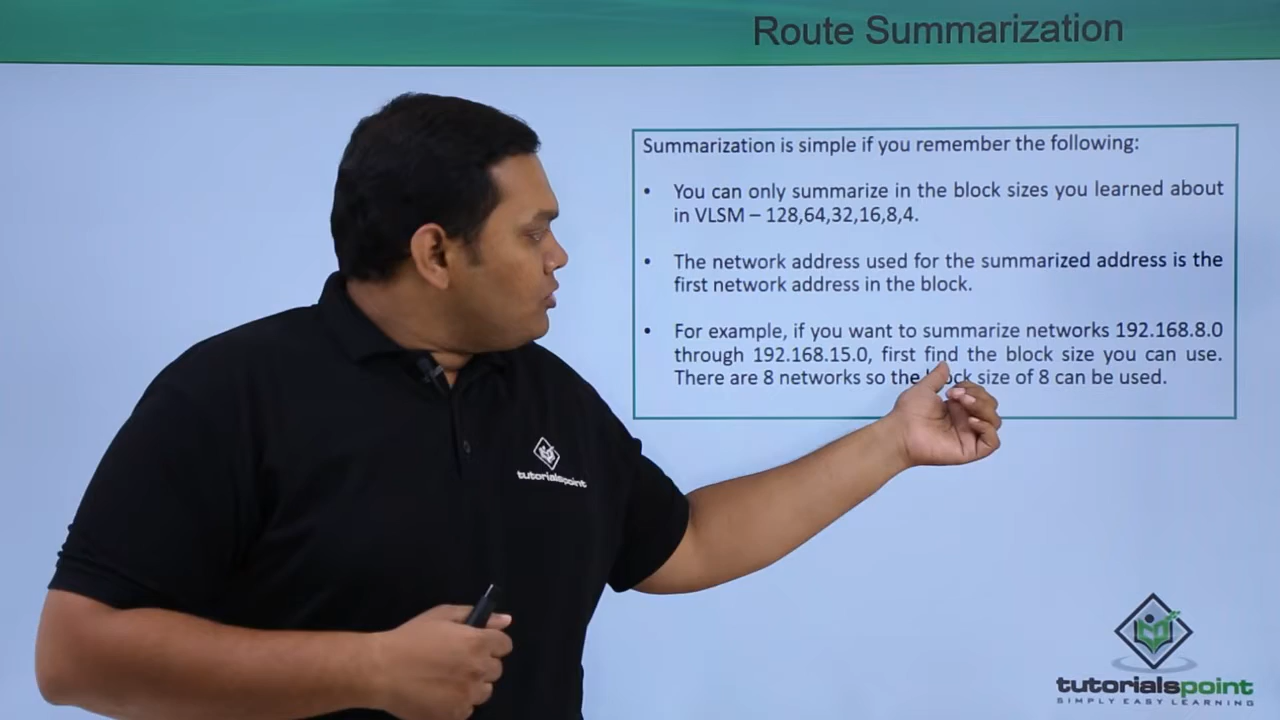 Route Summarization
Summarization is simple if you remember the following:
• You can only summarize in the block sizes you learned about
in VLSM – 128,64,32,16,8,4.
• The network address used for the summarized address is the
first network address in the block.
• For example, if you want to summarize networks 192.168.8.0
through 192.168.15.0, first find the block size you can use.
There are 8 networks so the block size of 8 can be used.
tutorialspoint
tutorialspoint
SIMPLY EASY LEARNING